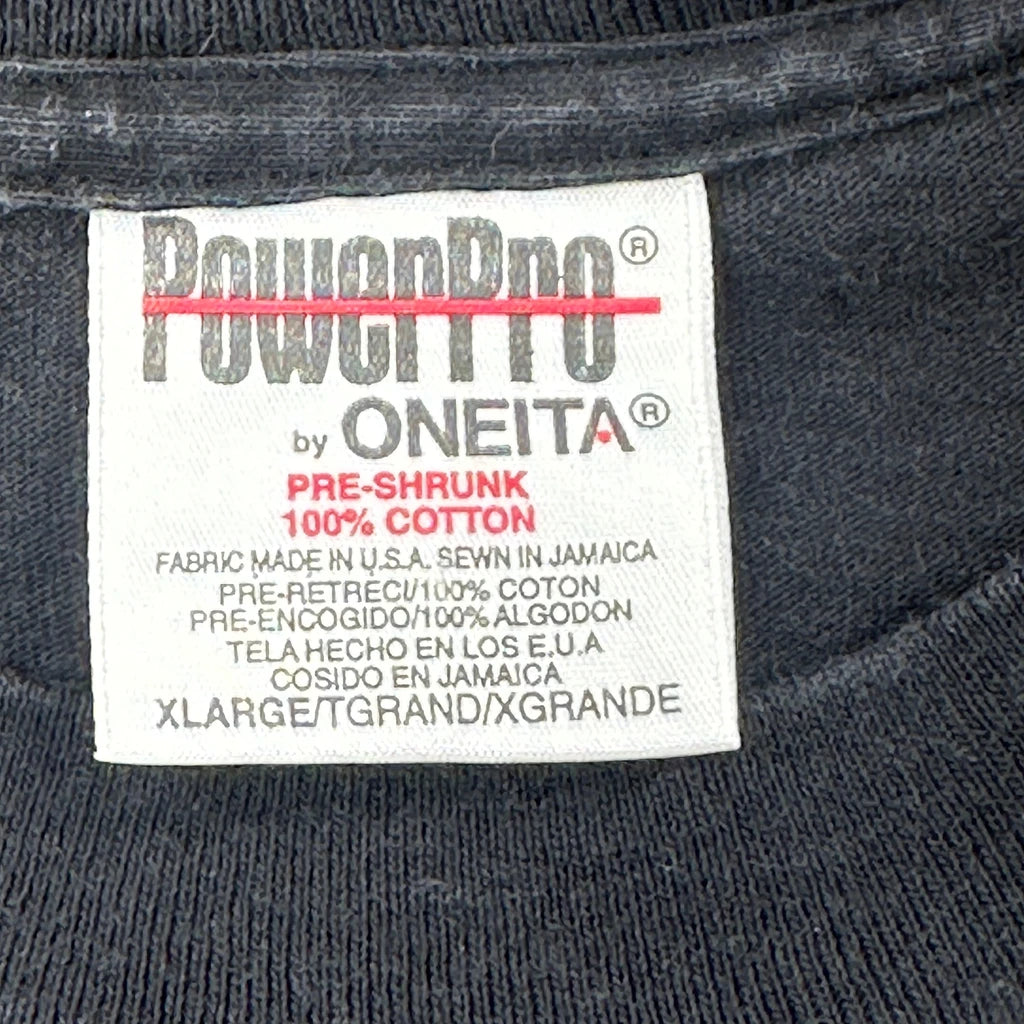 PowerPro®
by ONEITA®
PRE-SHRUNK
100% COTTON
FABRIC MADE IN U.S.A. SEWN IN JAMAICA
PRE-RETRECI/100% COTON
PRE-ENCOGIDO/100% ALGODON
TELA HECHO EN LOS E.U.A
COSIDO EN JAMAICA
XLARGE/TGRAND/XGRANDE